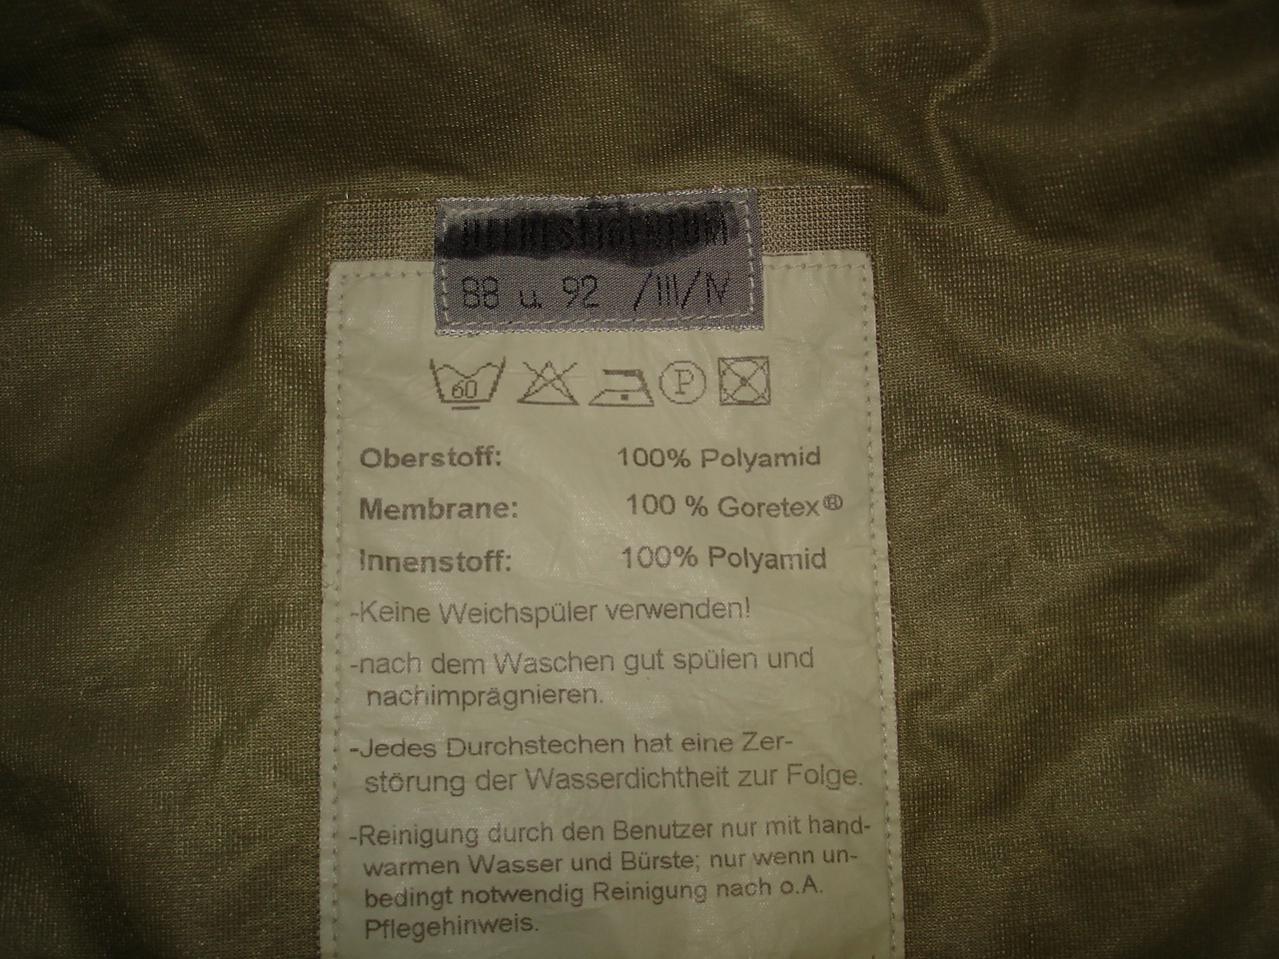 HEERESEIGENTUM
88 u. 92 /III/IV
60 P
Oberstoff: 100% Polyamid
Membrane: 100 % Goretex®
Innenstoff: 100% Polyamid
-Keine Weichspüler verwenden!
-nach dem Waschen gut spülen und
nachimprägnieren.
-Jedes Durchstechen hat eine Zer-
störung der Wasserdichtheit zur Folge.
-Reinigung durch den Benutzer nur mit hand-
warmen Wasser und Bürste; nur wenn un-
bedingt notwendig Reinigung nach o.A.
Pflegehinweis.